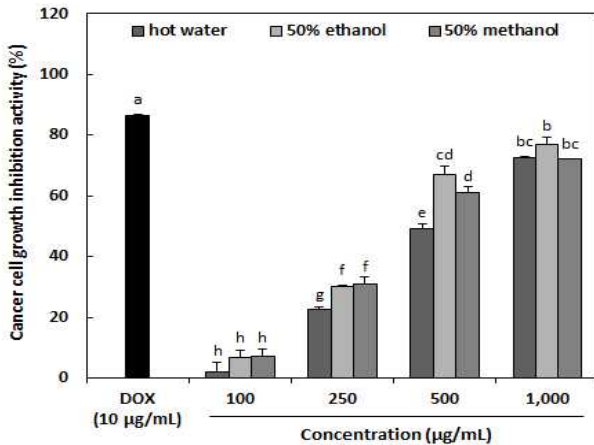 120
100
80
60
40
20
0
Cancer cell growth inhibition activity (%)
hot water 50% ethanol 50% methanol
a
h h h
g f f
e cd d
bc b bc
DOX 100 250 500 1,000
(10 μg/mL)
Concentration (μg/mL)